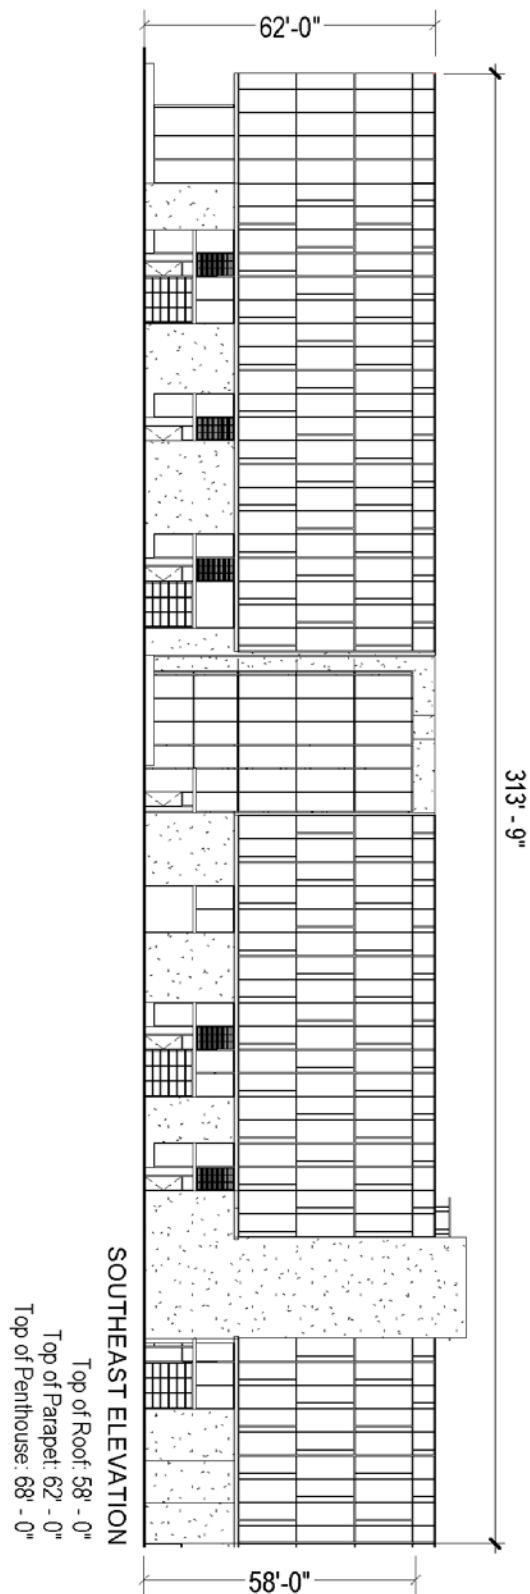 62'-0"
313' - 9"
SOUTHEAST ELEVATION
Top of Roof: 58' - 0"
Top of Parapet: 62' - 0"
Top of Penthouse: 68' - 0"
58'-0"